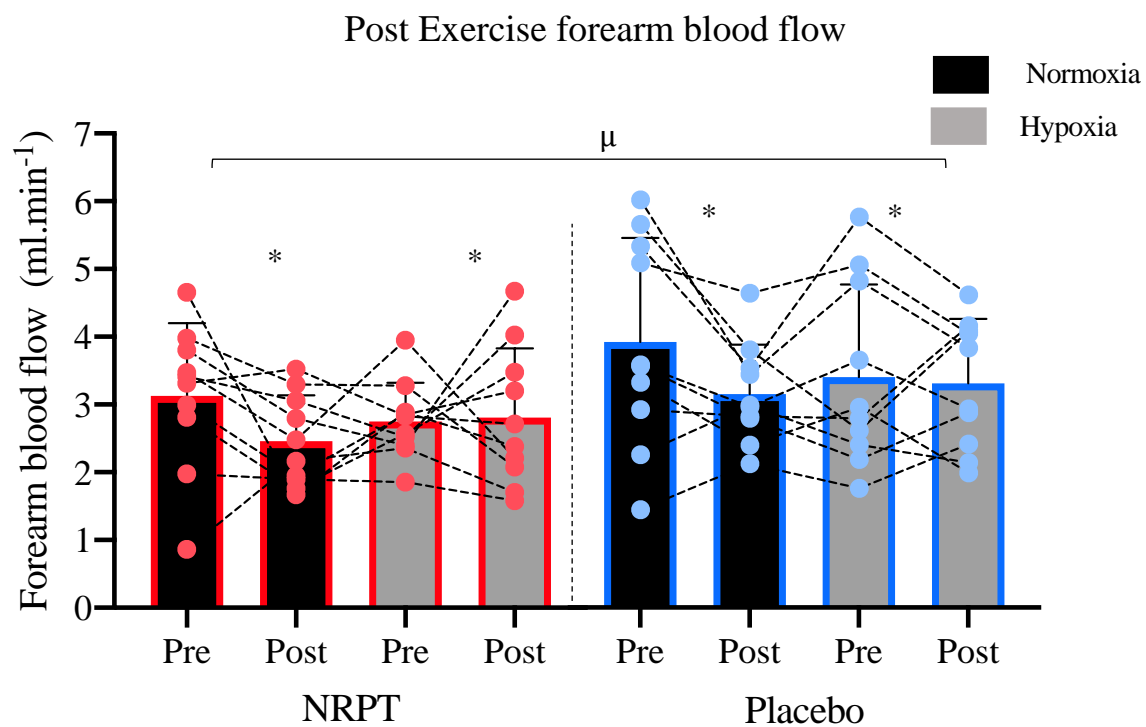 Post Exercise forearm blood flow
Normoxia
Hypoxia
Forearm blood flow (ml.min-1)
7
6
5
4
3
2
1
0
μ
*
*
*
*
Pre
Post
Pre
Post
Pre
Post
Pre
Post
NRPT
Placebo